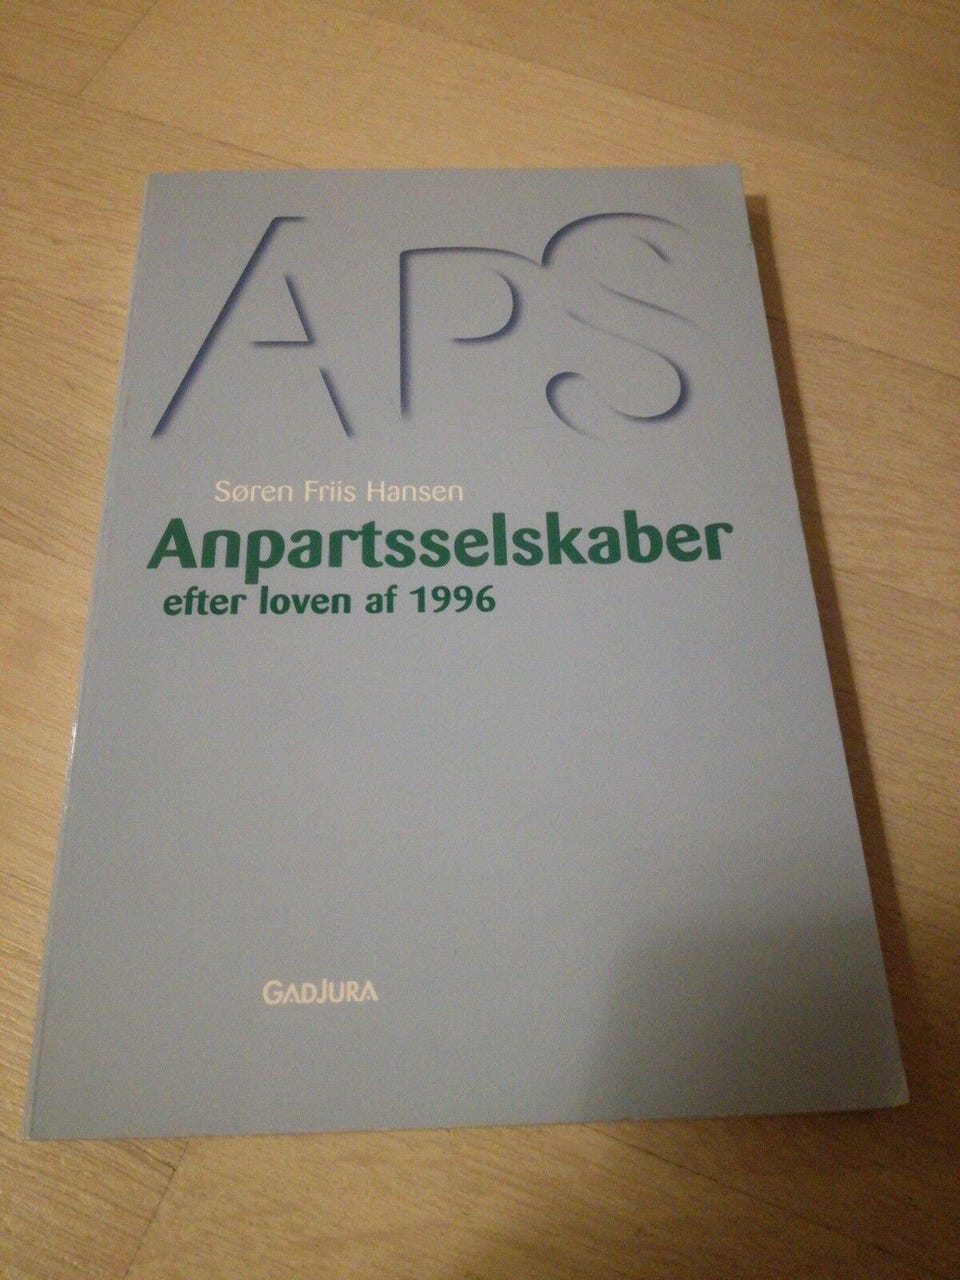 APS
Søren Friis Hansen
Anpartsselskaber
efter loven af 1996
GADJURA